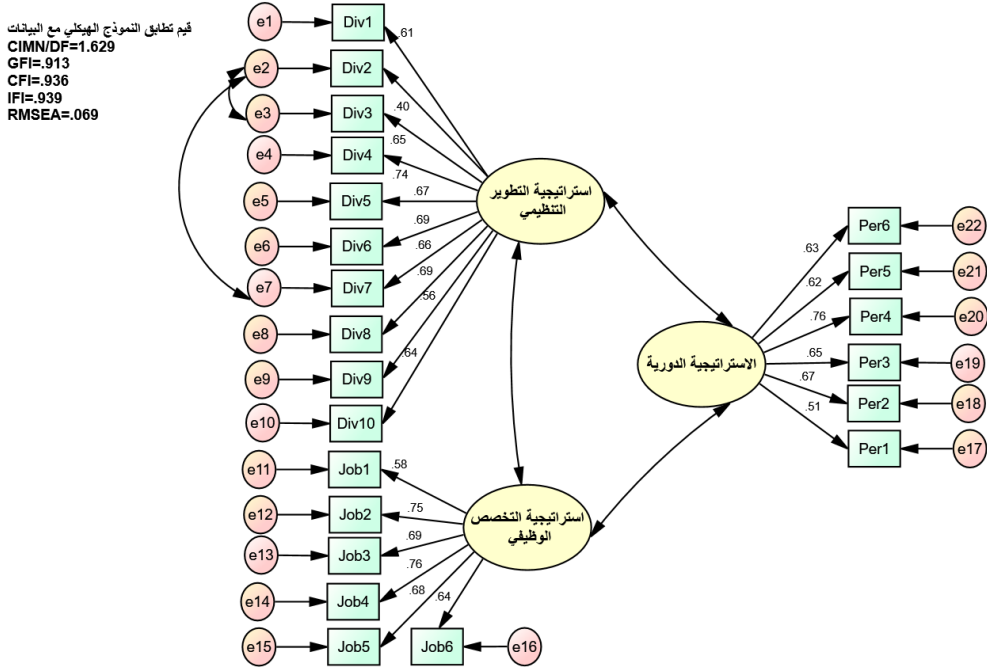 قيم تطابق النموذج الهيكلي مع البيانات
CIMN/DF=1.629
GFI=.913
CFI=.936
IFI=.939
RMSEA=.069
e1 Div1 .61
e2 Div2
e3 Div3 .40
e4 Div4 .65
.74
e5 Div5 .67
e6 Div6 .69
.66
e7 Div7 .69
.56
e8 Div8
.64
e9 Div9
e10 Div10
استراتيجية التطوير
التنظيمي
e11 Job1 .58
e12 Job2 .75
e13 Job3 .69
.76
e14 Job4 .68
.64
e15 Job5
Job6 e16
استراتيجية التخصص
الوظيفي
الاستراتيجية الدورية
.63 Per6 e22
.62 Per5 e21
.76 Per4 e20
.65 Per3 e19
.67 Per2 e18
.51 Per1 e17